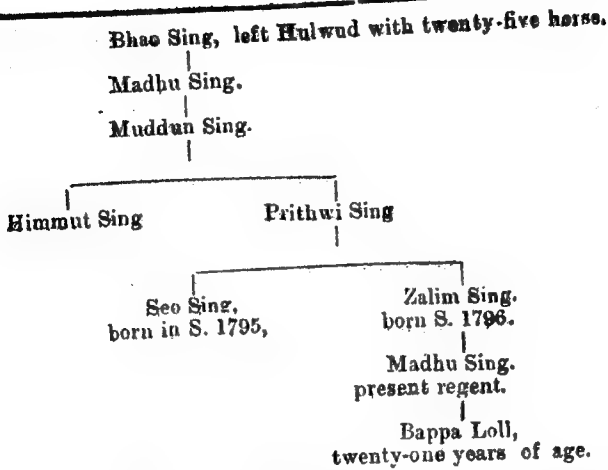 Bhao Sing, left Hulwud with twenty-five horse.
Madhu Sing.
Muddun Sing.
Himmut Sing
Prithwi Sing
Seo Sing,
born in S. 1795,
Zalim Sing.
born S. 1796.
Madhu Sing.
present regent.
Bappa Loll,
twenty-one years of age.